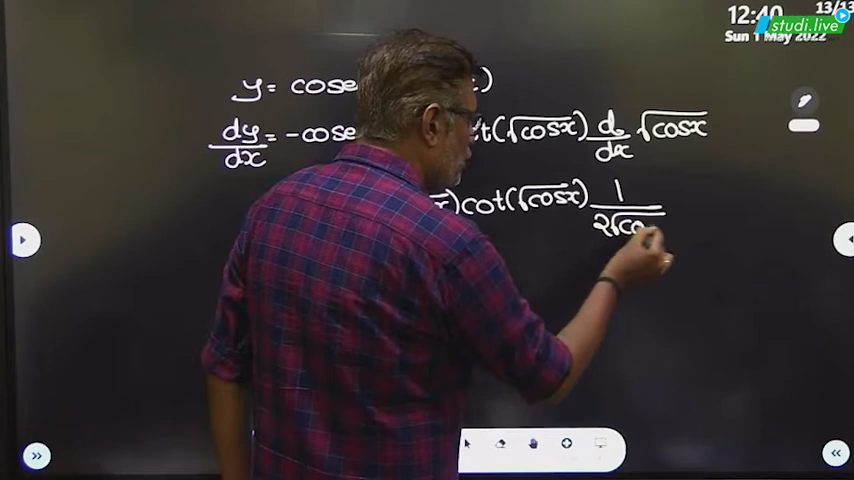 12:40
13/13
studi.live
Sun 1 May 2022
y = cose
dy/dx = -cose t(√cosx) d/dx √cosx
cot(√cosx) 1/2√co